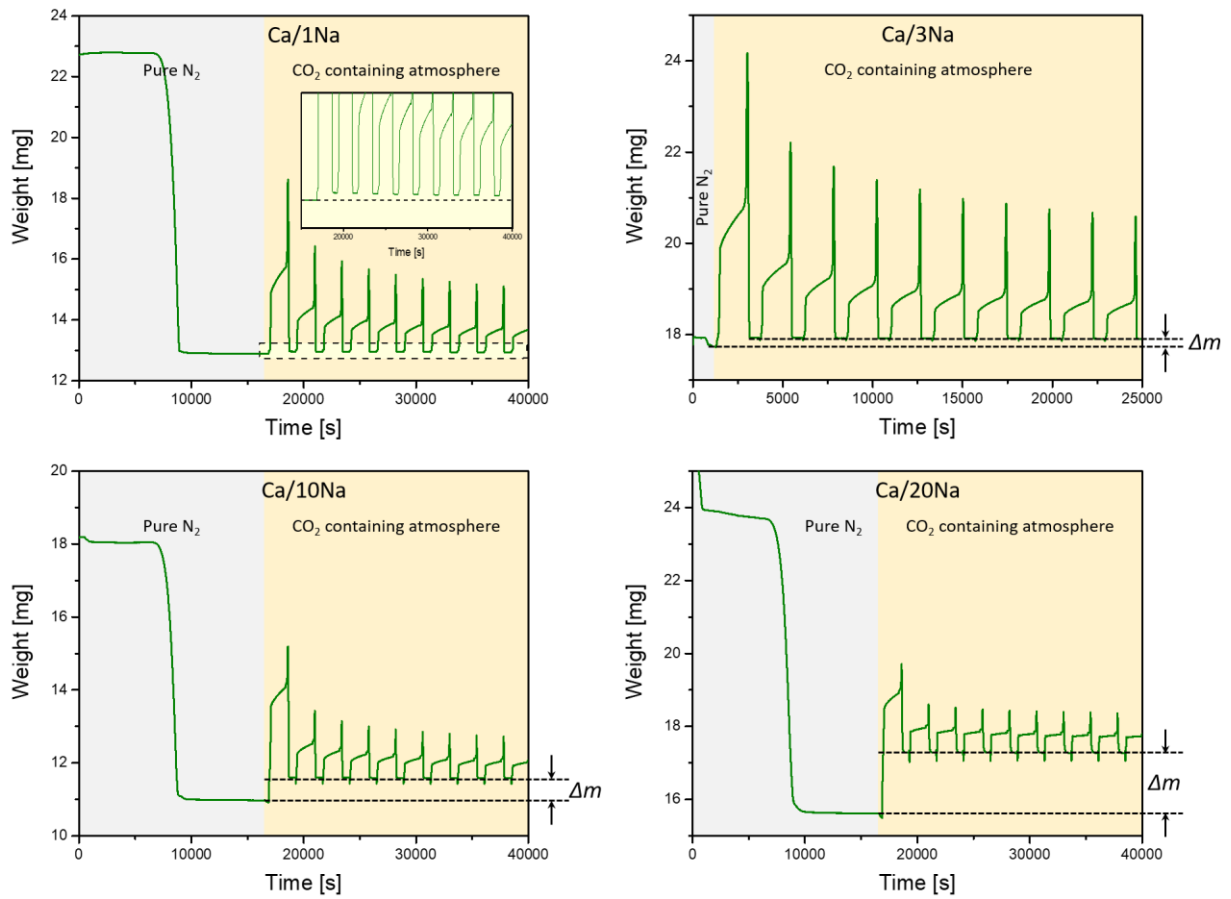 Ca/1Na
Pure N₂
CO₂ containing atmosphere
Weight [mg]
24
22
20
18
16
14
12
20000
30000
40000
Time [s]
0
10000
20000
30000
40000
Time [s]
Ca/3Na
Pure N₂
CO₂ containing atmosphere
Weight [mg]
24
22
20
18
Δm
0
5000
10000
15000
20000
25000
Time [s]
Ca/10Na
Pure N₂
CO₂ containing atmosphere
Weight [mg]
20
18
16
14
12
10
Δm
0
10000
20000
30000
40000
Time [s]
Ca/20Na
Pure N₂
CO₂ containing atmosphere
Weight [mg]
24
22
20
18
16
Δm
0
10000
20000
30000
40000
Time [s]